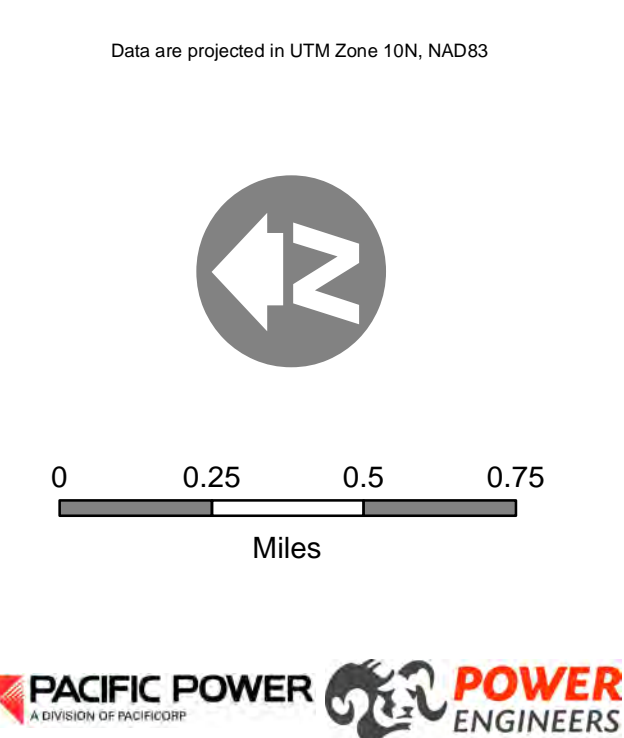 Data are projected in UTM Zone 10N, NAD83
N
0 0.25 0.5 0.75
Miles
PACIFIC POWER
A DIVISION OF PACIFICORP
POWER
ENGINEERS